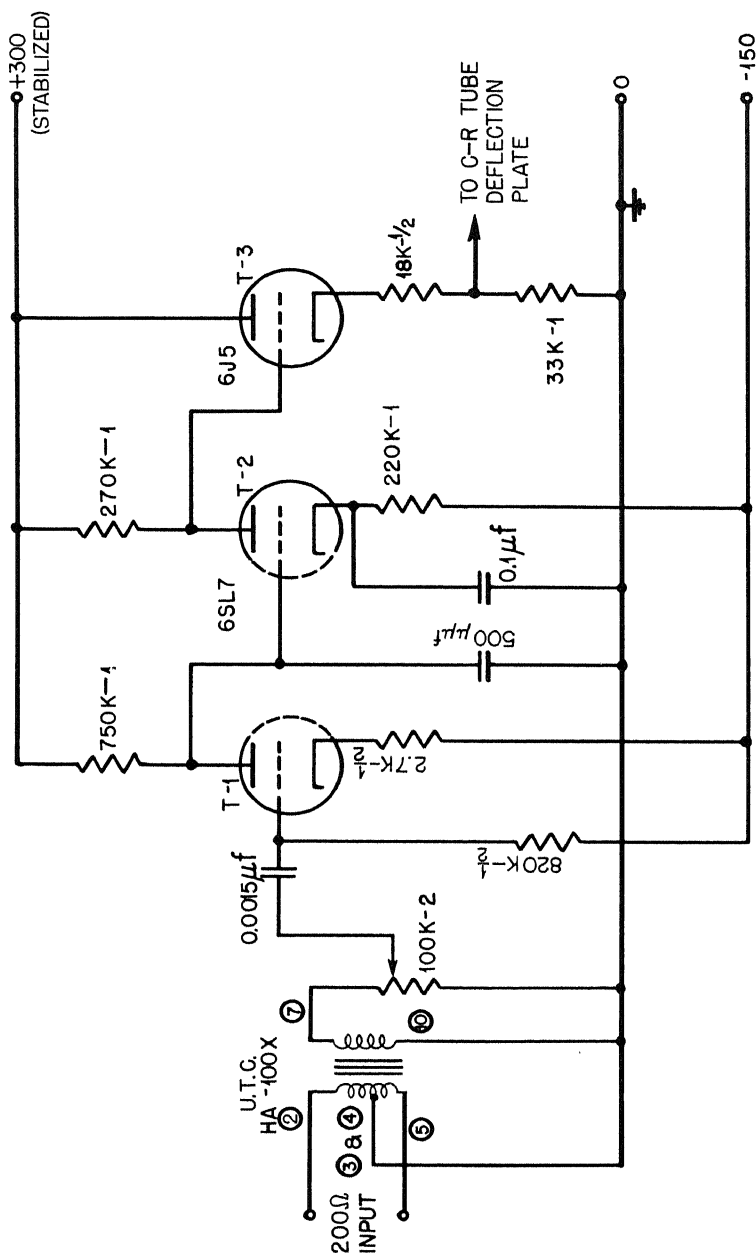 +300
(STABILIZED)
750K-1
270K-1
T-1
6SL7
T-2
6J5
T-3
U.T.C.
HA-100X
②
③ & ④
⑤
⑦
⑩
200Ω
INPUT
0.0015μf
100K-2
820K-½
2.7K-½
500μμf
0.1μf
220K-1
18K-½
33K-1
TO C-R TUBE
DEFLECTION
PLATE
0
-150